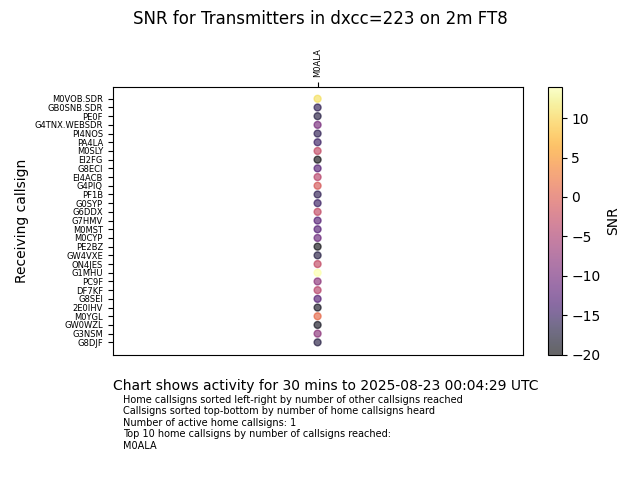 SNR for Transmitters in dxcc=223 on 2m FT8
M0ALA
M0VOB.SDR
GB0SNB.SDR
PE0F
G4TNX.WEBSDR
PI4NOS
PA4LA
M0SLY
EI2FG
G8ECI
EI4ACB
G4PIQ
PF1B
G0SYP
G6DDX
G7HMV
M0MST
M0CYP
PE2BZ
GW4VXE
ON4JES
G1MHU
PC9F
DF7KF
G8SEI
2E0IHV
M0YGL
GW0WZL
G3NSM
G8DJF
Receiving callsign
10
5
0
−5
−10
−15
−20
SNR
Chart shows activity for 30 mins to 2025-08-23 00:04:29 UTC
Home callsigns sorted left-right by number of other callsigns reached
Callsigns sorted top-bottom by number of home callsigns heard
Number of active home callsigns: 1
Top 10 home callsigns by number of callsigns reached:
M0ALA